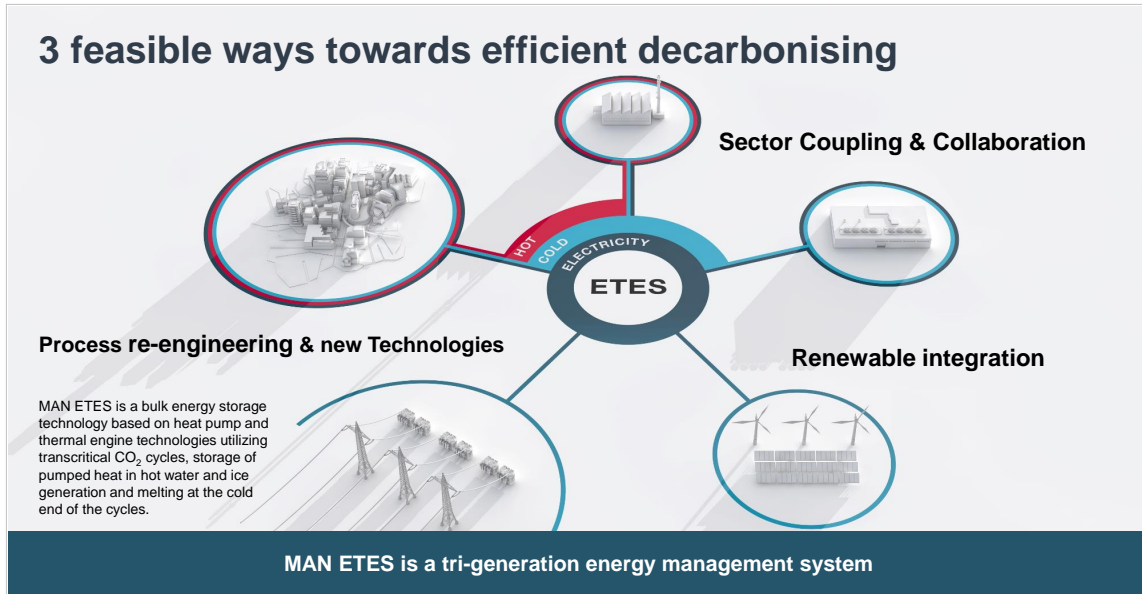 3 feasible ways towards efficient decarbonising
Sector Coupling & Collaboration
HOT
COLD
ELECTRICITY
ETES
Process re-engineering & new Technologies
Renewable integration
MAN ETES is a bulk energy storage
technology based on heat pump and
thermal engine technologies utilizing
transcritical CO₂ cycles, storage of
pumped heat in hot water and ice
generation and melting at the cold
end of the cycles.
MAN ETES is a tri-generation energy management system